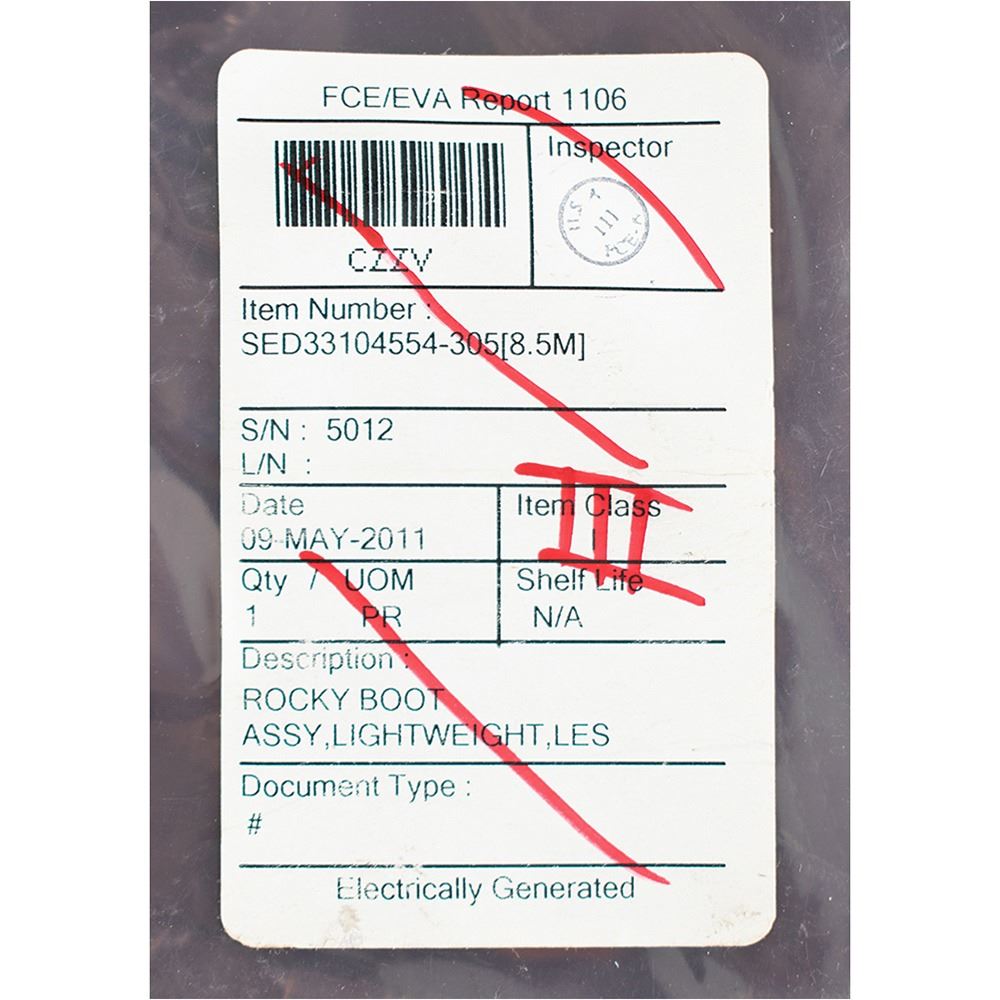 FCE/EVA Report 1106
Inspector
U.S.A
111
CZZV
Item Number :
SED33104554-305[8.5M]
S/N : 5012
L/N :
Date
09-MAY-2011
Item Class
I
III
Qty / UOM
1 PR
Shelf Life
N/A
Description :
ROCKY BOOT
ASSY,LIGHTWEIGHT,LES
Document Type :
#
Electrically Generated